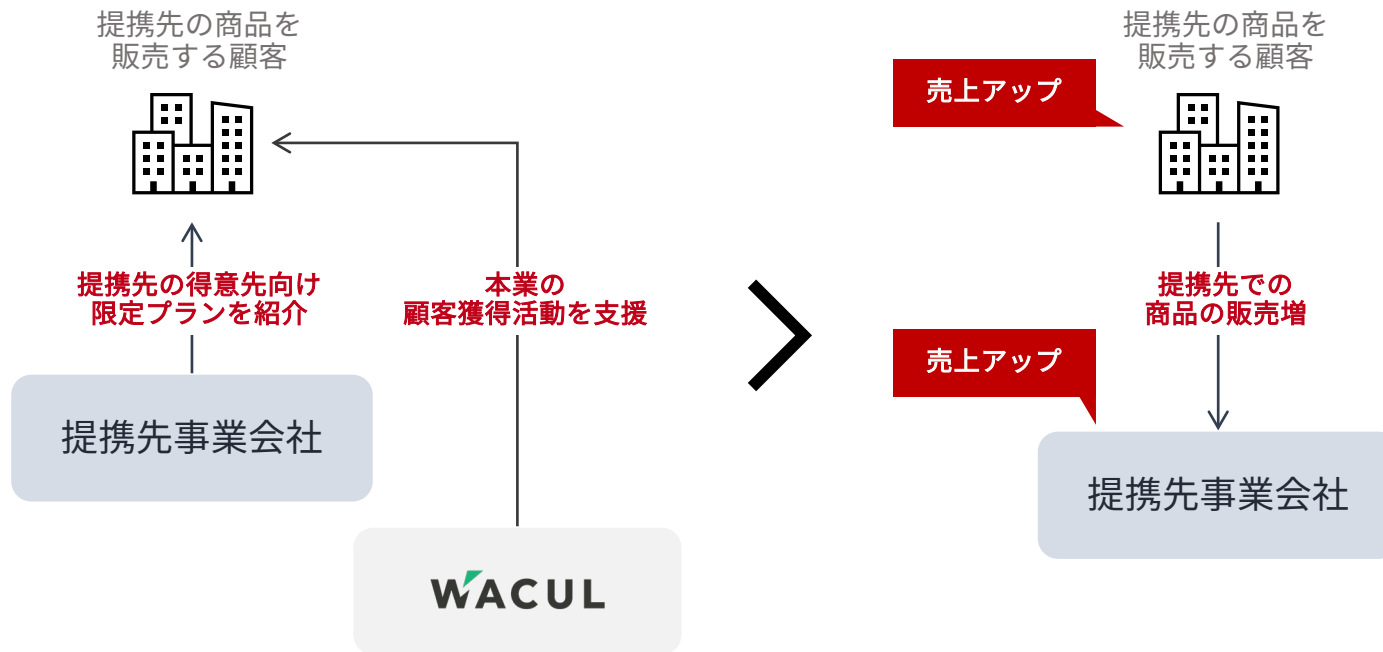 提携先の商品を
販売する顧客
提携先の得意先向け
限定プランを紹介
本業の
顧客獲得活動を支援
提携先事業会社
WACUL
提携先の商品を
販売する顧客
売上アップ
提携先での
商品の販売増
売上アップ
提携先事業会社